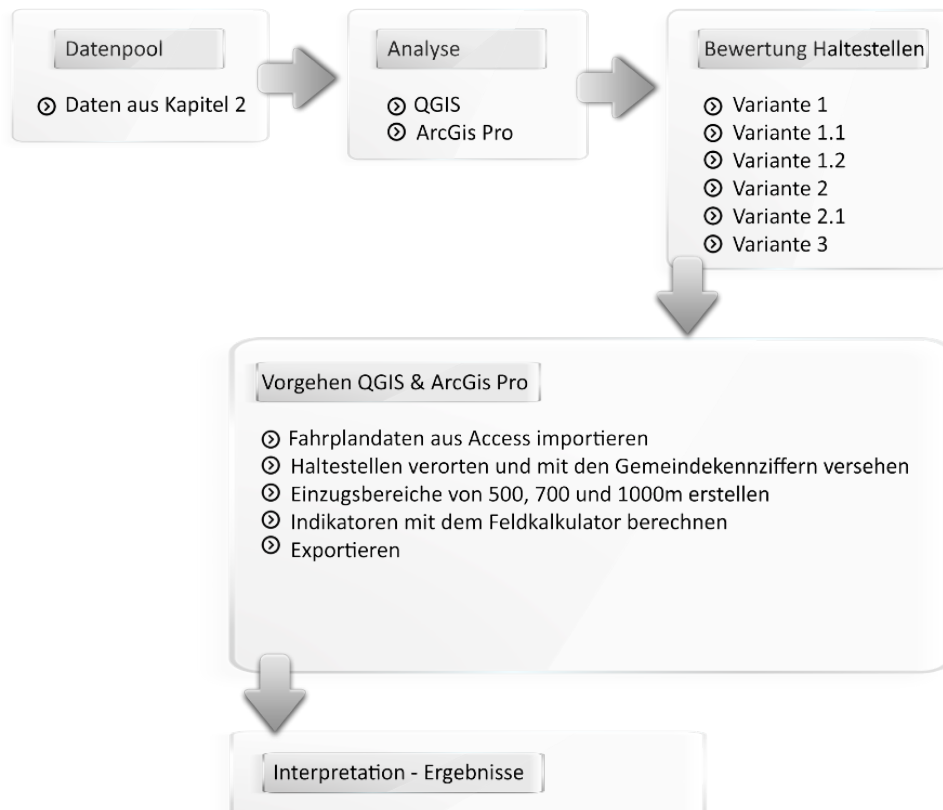 Datenpool
Daten aus Kapitel 2
Analyse
QGIS
ArcGis Pro
Bewertung Haltestellen
Variante 1
Variante 1.1
Variante 1.2
Variante 2
Variante 2.1
Variante 3
Vorgehen QGIS & ArcGis Pro
Fahrplandaten aus Access importieren
Haltestellen verorten und mit den Gemeindekennziffern versehen
Einzugsbereiche von 500, 700 und 1000m erstellen
Indikatoren mit dem Feldkalkulator berechnen
Exportieren
Interpretation - Ergebnisse